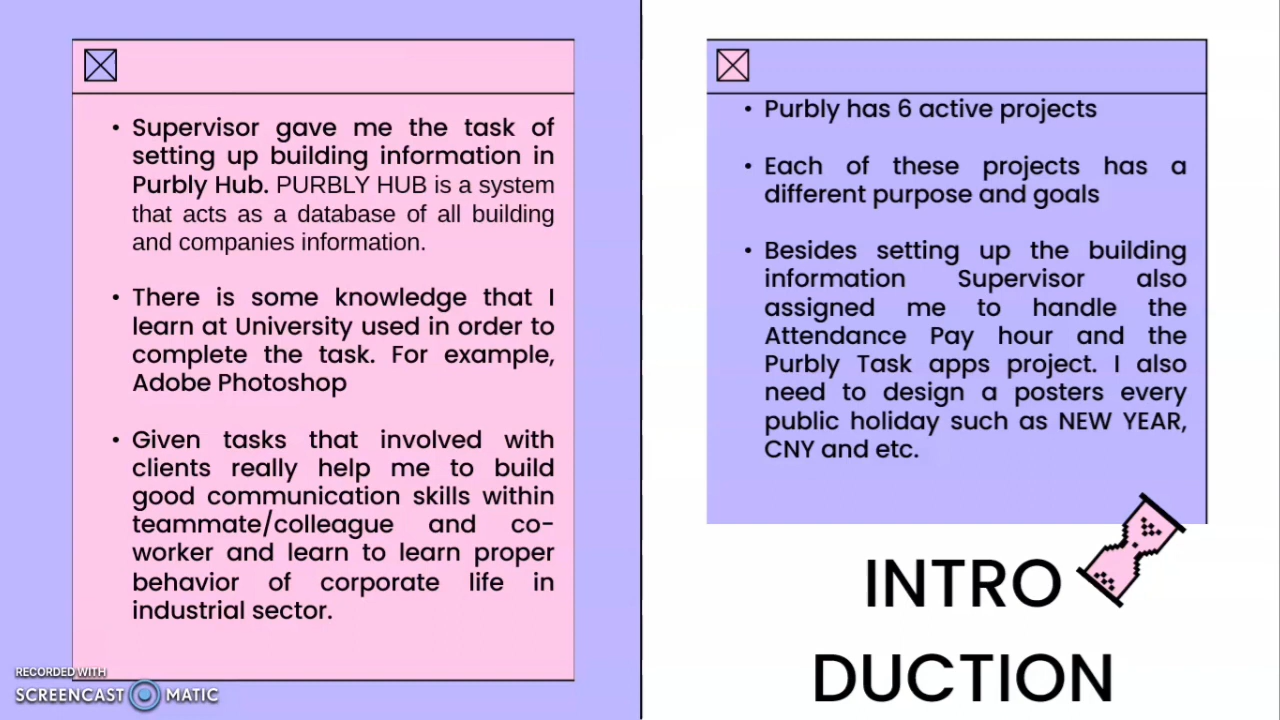 • Supervisor gave me the task of
setting up building information in
Purbly Hub. PURBLY HUB is a system
that acts as a database of all building
and companies information.
• There is some knowledge that I
learn at University used in order to
complete the task. For example,
Adobe Photoshop
• Given tasks that involved with
clients really help me to build
good communication skills within
teammate/colleague and co-
worker and learn to learn proper
behavior of corporate life in
industrial sector.
• Purbly has 6 active projects
• Each of these projects has a
different purpose and goals
• Besides setting up the building
information Supervisor also
assigned me to handle the
Attendance Pay hour and the
Purbly Task apps project. I also
need to design a posters every
public holiday such as NEW YEAR,
CNY and etc.
INTRO
DUCTION
RECORDED WITH
SCREENCAST MATIC